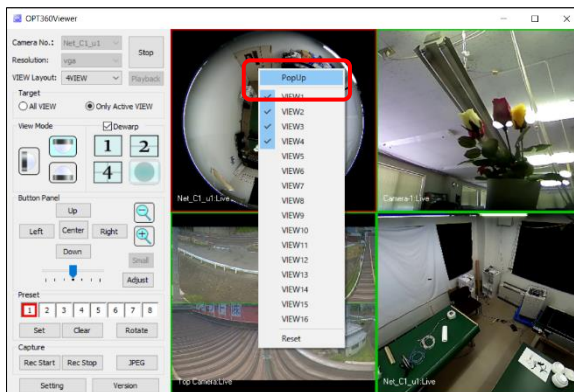 OPT360Viewer
Camera No.: Net_C1_u1
Stop
Resolution: vga
VIEW Layout: 4VIEW Playback
Target
All VIEW Only Active VIEW
View Mode Dewarp
1 2
4
Button Panel
Up
Left Center Right
Down
Small
Adjust
Preset
1 2 3 4 5 6 7 8
Set Clear Rotate
Capture
Rec Start Rec Stop JPEG
Setting Version
PopUp
VIEW1
VIEW2
VIEW3
VIEW4
VIEW5
VIEW6
VIEW7
VIEW8
VIEW9
VIEW10
VIEW11
VIEW12
VIEW13
VIEW14
VIEW15
VIEW16
Reset
Net_C1_u1:Live
Camera-1:Live
Top Camera:Live
Net_C1_u1:Live